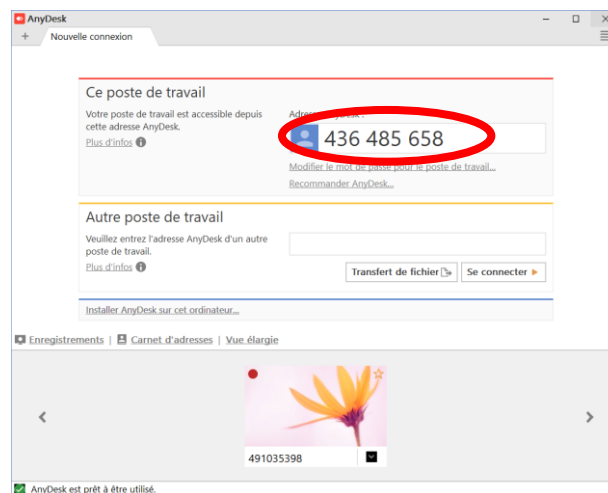 AnyDesk
+ Nouvelle connexion
Ce poste de travail
Votre poste de travail est accessible depuis
cette adresse AnyDesk.
Plus d'infos
436 485 658
Modifier le mot de passe pour le poste de travail...
Recommander AnyDesk...
Autre poste de travail
Veuillez entrez l'adresse AnyDesk d'un autre
poste de travail.
Plus d'infos
Transfert de fichier
Se connecter
Installer AnyDesk sur cet ordinateur...
Enregistrements | Carnet d'adresses | Vue élargie
491035398
AnyDesk est prêt à être utilisé.